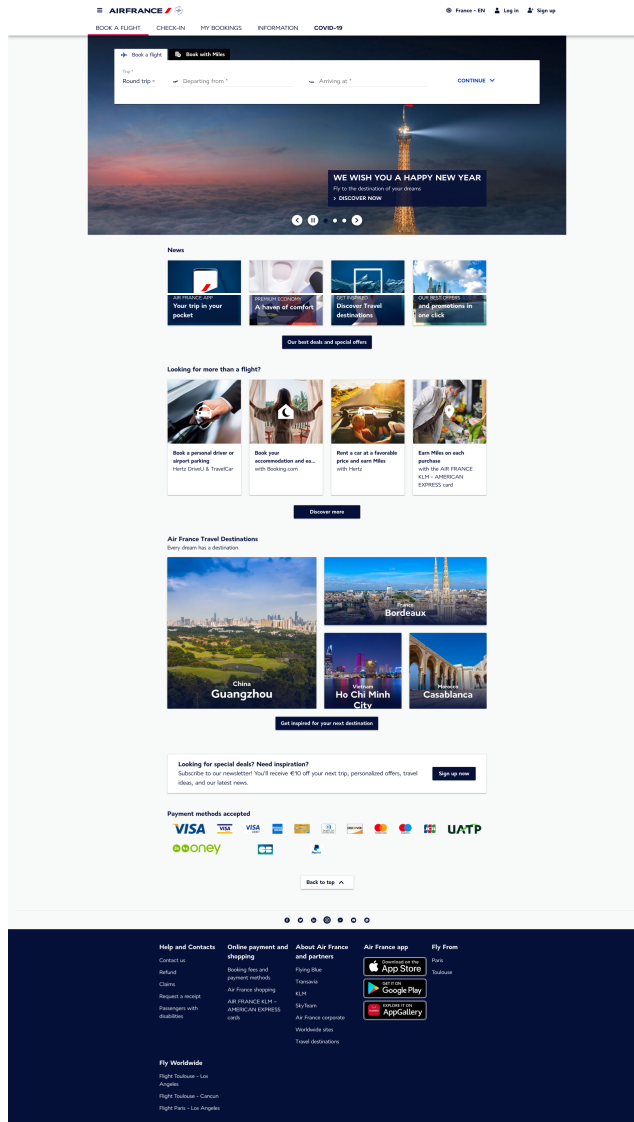 AIRFRANCE
France - EN
Log in
Sign up
BOOK A FLIGHT
CHECK-IN
MY BOOKINGS
INFORMATION
COVID-19
Book a flight
Book with Miles
Trip *
Round trip
Departing from *
Arriving at *
CONTINUE
WE WISH YOU A HAPPY NEW YEAR
Fly to the destination of your dreams
> DISCOVER NOW
News
AIR FRANCE APP
Your trip in your
pocket
PREMIUM ECONOMY
A haven of comfort
GET INSPIRED
Discover Travel
destinations
OUR BEST OFFERS
and promotions in
one click
Our best deals and special offers
Looking for more than a flight?
Book a personal driver or
airport parking
Hertz DriveU & TravelCar
Book your
accommodation and ea...
with Booking.com
Rent a car at a favorable
price and earn Miles
with Hertz
Earn Miles on each
purchase
with the AIR FRANCE
KLM - AMERICAN
EXPRESS card
Discover more
Air France Travel Destinations
Every dream has a destination
China
Guangzhou
France
Bordeaux
Vietnam
Ho Chi Minh
City
Morocco
Casablanca
Get inspired for your next destination
Looking for special deals? Need inspiration?
Subscribe to our newsletter! You'll receive €10 off your next trip, personalized offers, travel
ideas, and our latest news.
Sign up now
Payment methods accepted
VISA
VISA
VISA
DISCOVER
JCB
UATP
oney
CB
PayPal
Back to top
Help and Contacts
Contact us
Refund
Claims
Request a receipt
Passengers with
disabilities
Online payment and
shopping
Booking fees and
payment methods
Air France shopping
AIR FRANCE KLM -
AMERICAN EXPRESS
cards
About Air France
and partners
Flying Blue
Transavia
KLM
SkyTeam
Air France corporate
Worldwide sites
Travel destinations
Air France app
Download on the
App Store
GET IT ON
Google Play
EXPLORE IT ON
AppGallery
Fly From
Paris
Toulouse
Fly Worldwide
Flight Toulouse - Los
Angeles
Flight Toulouse - Cancun
Flight Paris - Los Angeles